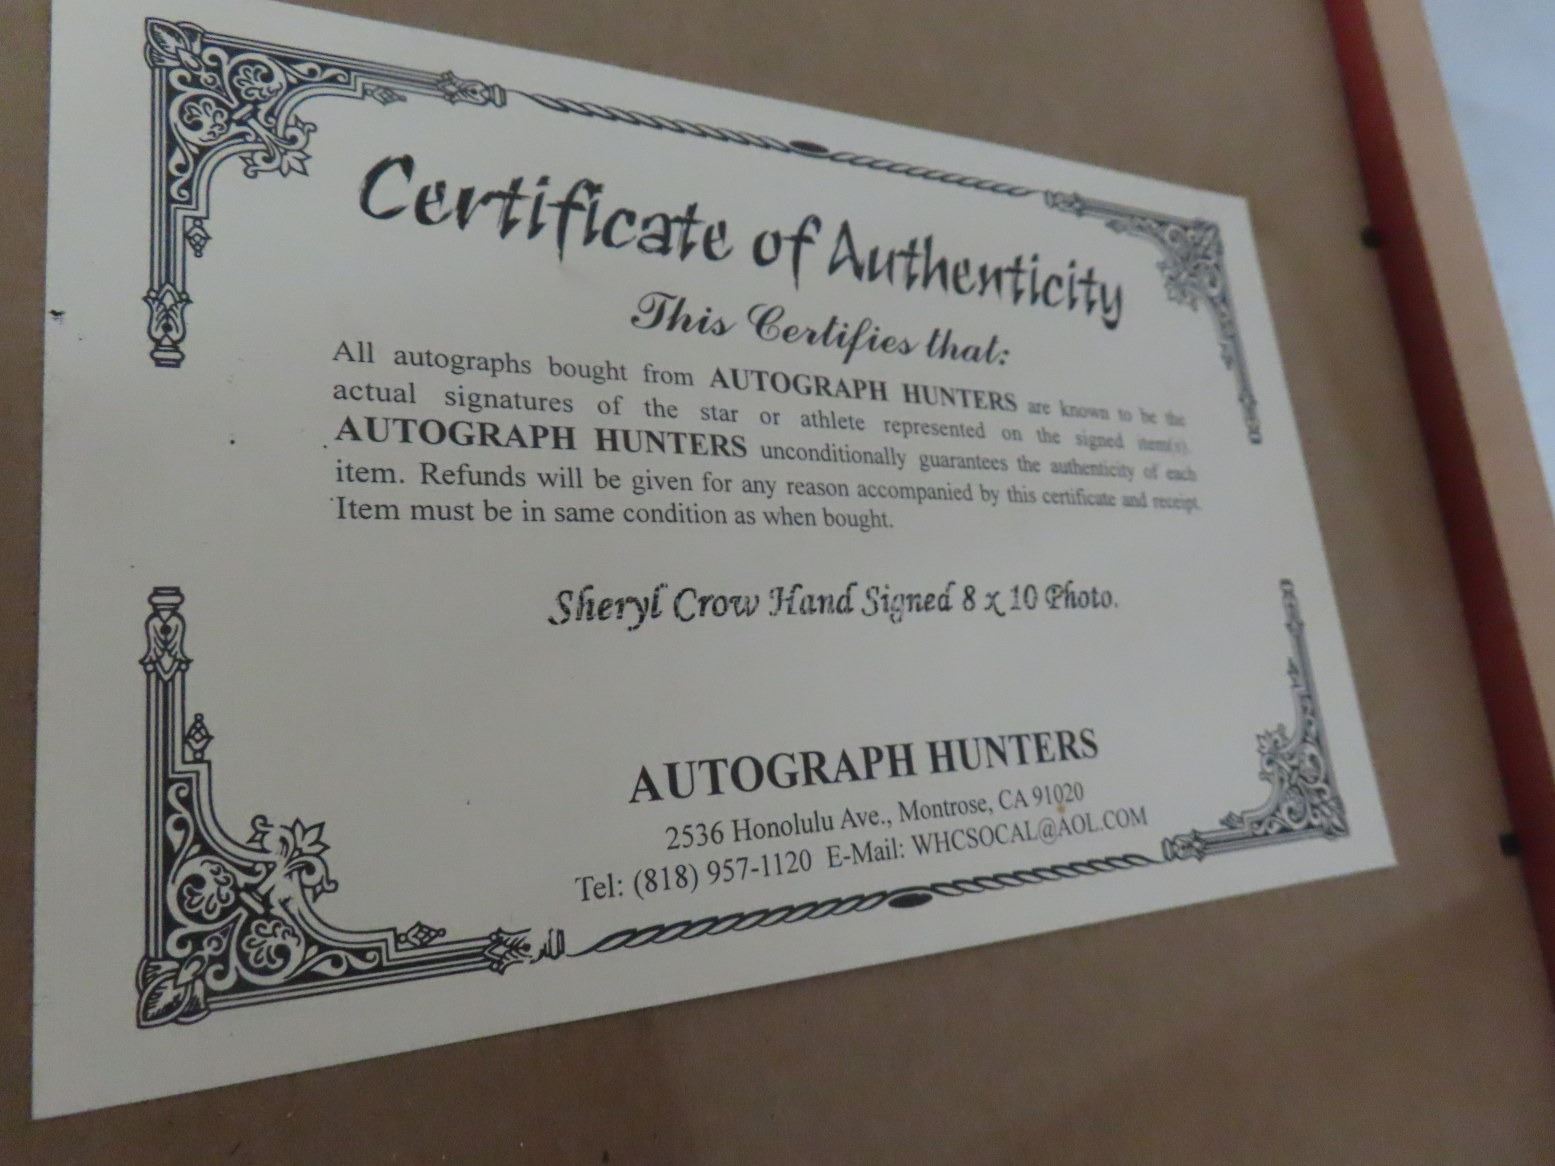 Certificate of Authenticity
This Certifies that:
All autographs bought from AUTOGRAPH HUNTERS are known to be the
actual signatures of the star or athlete represented on the signed item(s).
AUTOGRAPH HUNTERS unconditionally guarantees the authenticity of each
item. Refunds will be given for any reason accompanied by this certificate and receipt.
Item must be in same condition as when bought.
Sheryl Crow Hand Signed 8 x 10 Photo.
AUTOGRAPH HUNTERS
2536 Honolulu Ave., Montrose, CA 91020
Tel: (818) 957-1120 E-Mail: WHCSOCAL@AOL.COM